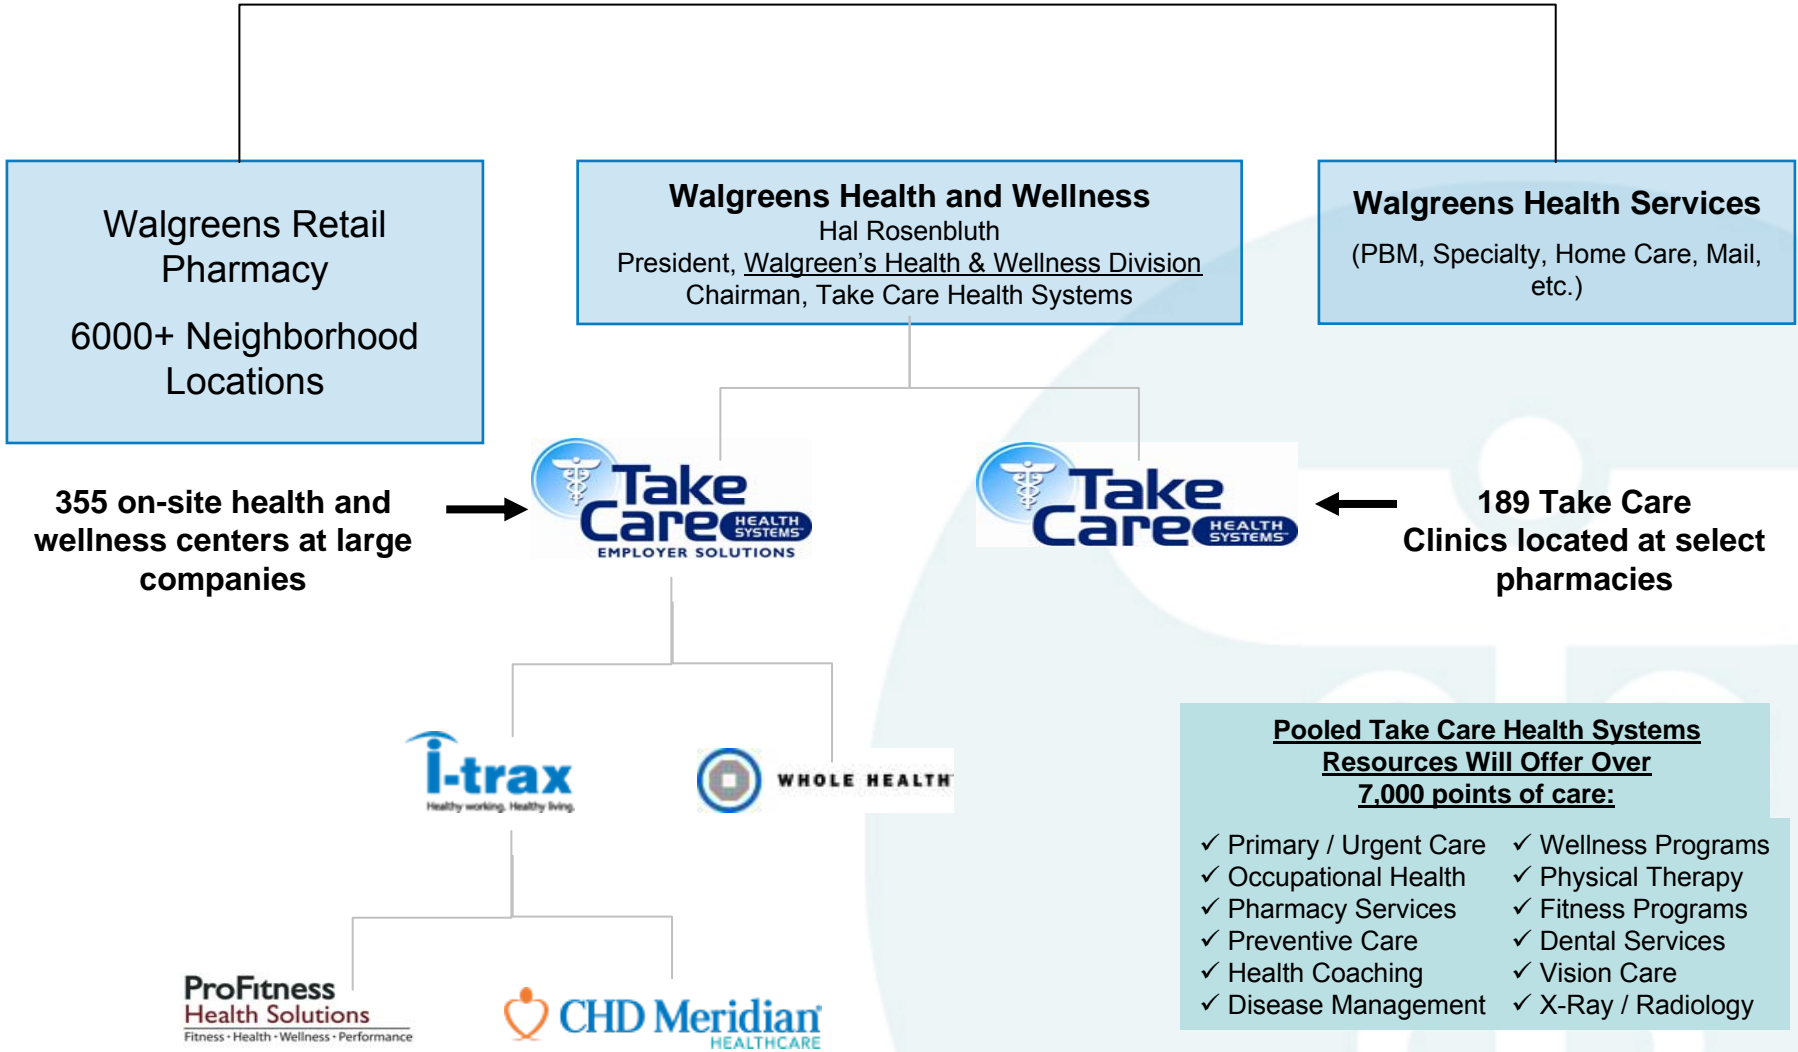 Walgreens Retail
Pharmacy
6000+ Neighborhood
Locations
Walgreens Health and Wellness
Hal Rosenbluth
President, Walgreen's Health & Wellness Division
Chairman, Take Care Health Systems
Walgreens Health Services
(PBM, Specialty, Home Care, Mail,
etc.)
355 on-site health and
wellness centers at large
companies
Take
Care HEALTH
SYSTEMS
EMPLOYER SOLUTIONS
Take
Care HEALTH
SYSTEMS
189 Take Care
Clinics located at select
pharmacies
i-trax
Healthy working. Healthy living.
WHOLE HEALTH
Pooled Take Care Health Systems
Resources Will Offer Over
7,000 points of care:
✓ Primary / Urgent Care
✓ Occupational Health
✓ Pharmacy Services
✓ Preventive Care
✓ Health Coaching
✓ Disease Management
✓ Wellness Programs
✓ Physical Therapy
✓ Fitness Programs
✓ Dental Services
✓ Vision Care
✓ X-Ray / Radiology
ProFitness
Health Solutions
Fitness · Health · Wellness · Performance
CHD Meridian
HEALTHCARE